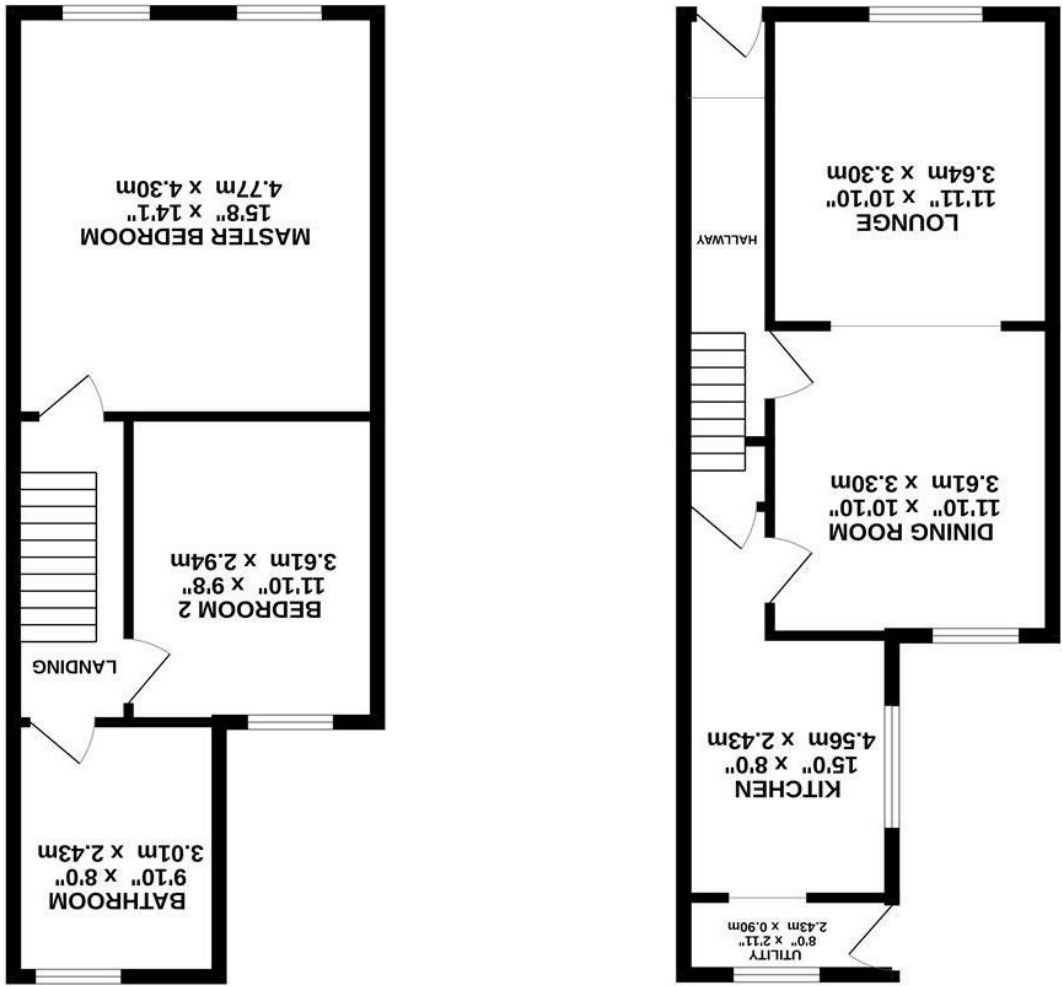 UTILITY
8'0" x 2'11"
2.43m x 0.90m
KITCHEN
15'0" x 8'0"
4.56m x 2.43m
DINING ROOM
11'10" x 10'10"
3.61m x 3.30m
LOUNGE
11'11" x 10'10"
3.64m x 3.30m
HALLWAY
BATHROOM
9'10" x 8'0"
3.01m x 2.43m
LANDING
BEDROOM 2
11'10" x 9'8"
3.61m x 2.94m
MASTER BEDROOM
15'8" x 14'1"
4.77m x 4.30m